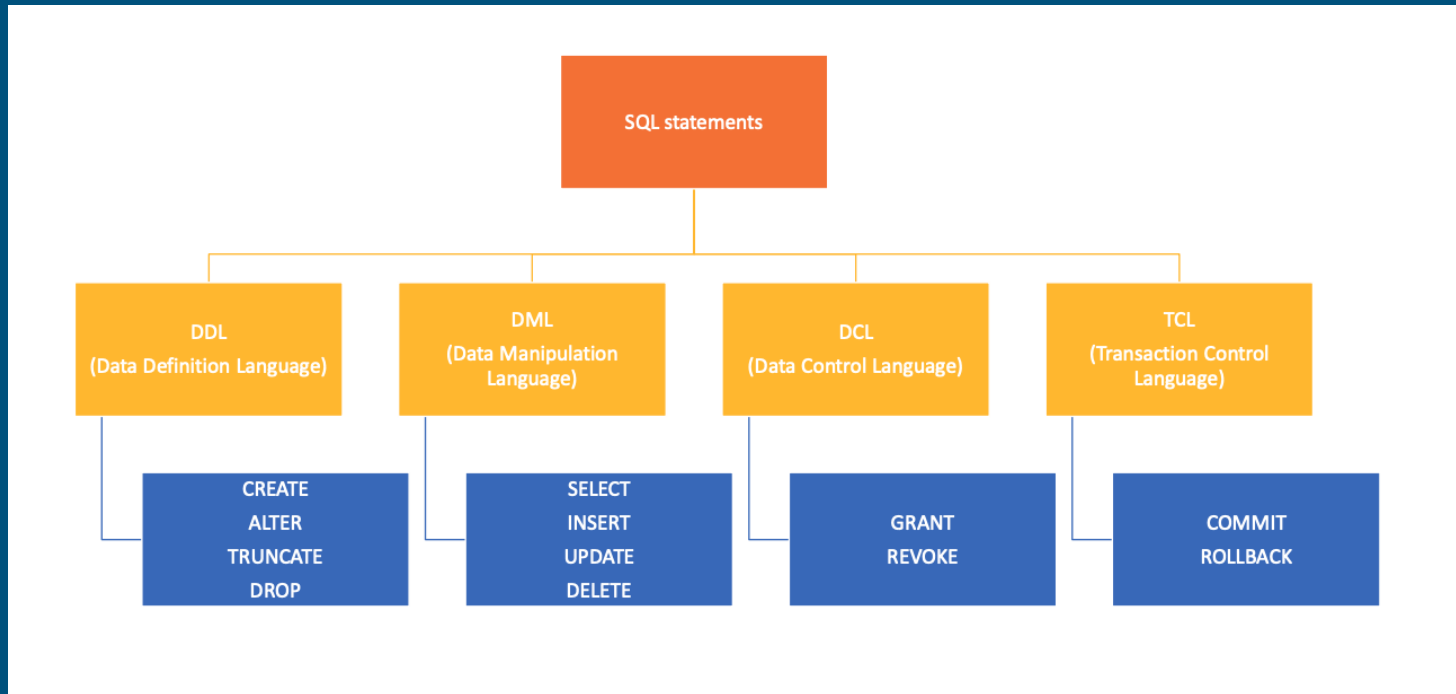 SQL statements
DDL
(Data Definition Language)
DML
(Data Manipulation
Language)
DCL
(Data Control Language)
TCL
(Transaction Control
Language)
CREATE
ALTER
TRUNCATE
DROP
SELECT
INSERT
UPDATE
DELETE
GRANT
REVOKE
COMMIT
ROLLBACK